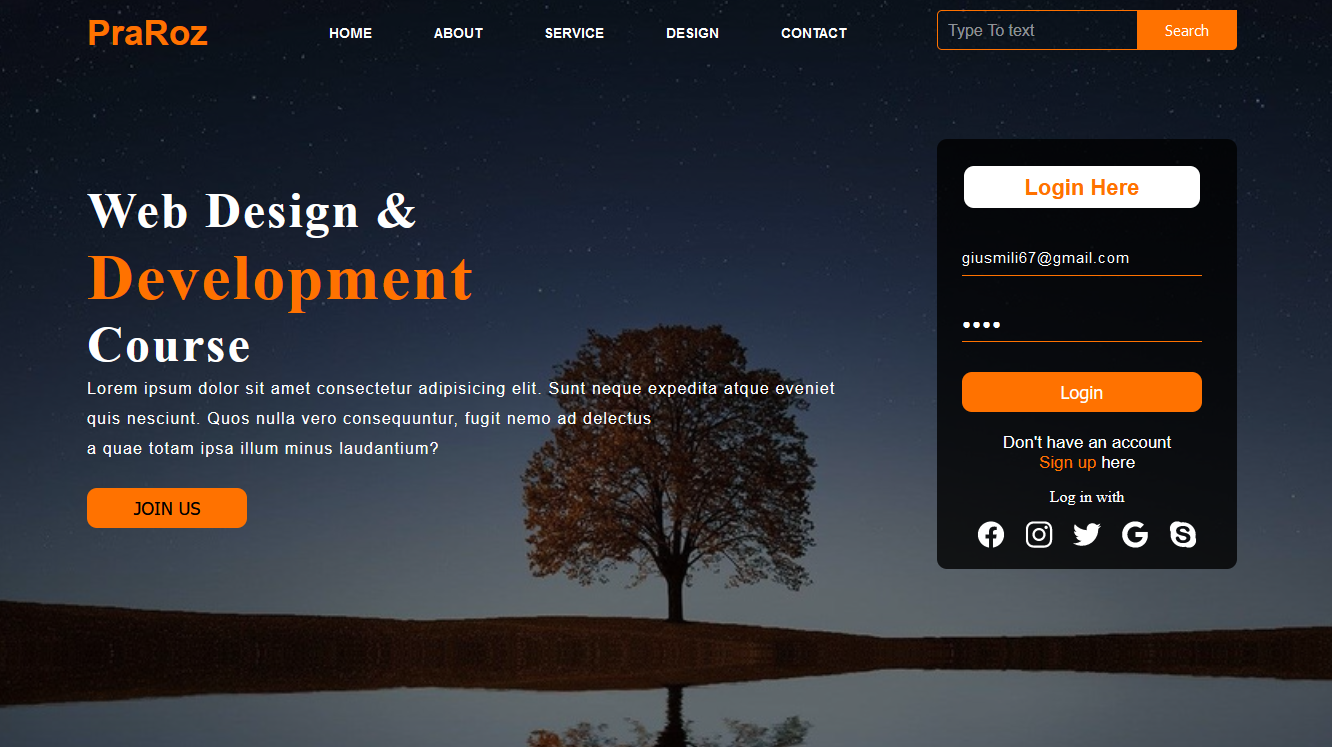 PraRoz
HOME ABOUT SERVICE DESIGN CONTACT
Type To text
Search
Web Design &
Development
Course
Lorem ipsum dolor sit amet consectetur adipisicing elit. Sunt neque expedita atque eveniet
quis nesciunt. Quos nulla vero consequuntur, fugit nemo ad delectus
a quae totam ipsa illum minus laudantium?
JOIN US
Login Here
giusmili67@gmail.com
••••
Login
Don't have an account
Sign up here
Log in with